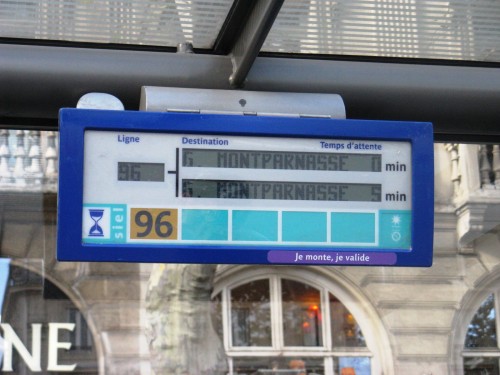 Ligne Destination Temps d'attente
96 G. MONTPARNASSE 0 min
G. MONTPARNASSE 5 min
siel 96
Je monte, je valide
NE